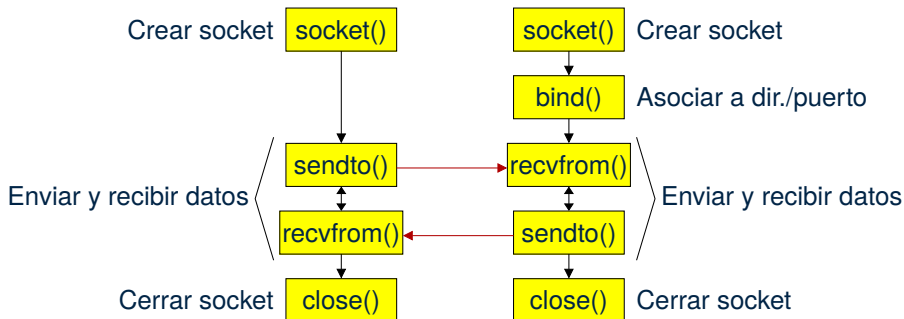 Crear socket socket() socket() Crear socket
bind() Asociar a dir./puerto
sendto() recvfrom()
Enviar y recibir datos Enviar y recibir datos
recvfrom() sendto()
Cerrar socket close() close() Cerrar socket